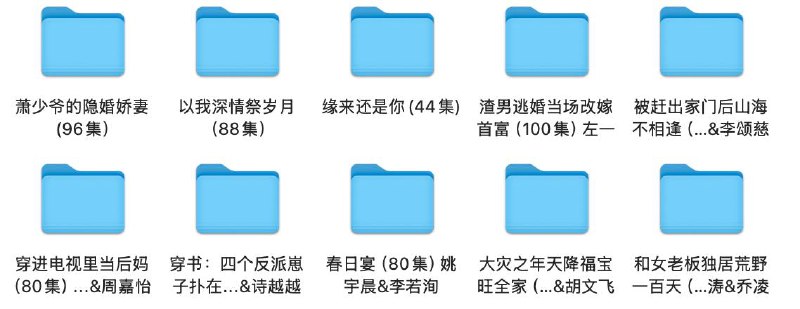 萧少爷的隐婚娇妻
(96集)
以我深情祭岁月
(88集)
缘来还是你 (44集)
渣男逃婚当场改嫁
首富 (100集) 左一
被赶出家门后山海
不相逢 (...&李颂慈
穿进电视里当后妈
(80集) ...&周嘉怡
穿书：四个反派崽
子扑在...&诗越越
春日宴 (80集) 姚
宇晨&李若洵
大灾之年天降福宝
旺全家 (...&胡文飞
和女老板独居荒野
一百天 (...涛&乔凌